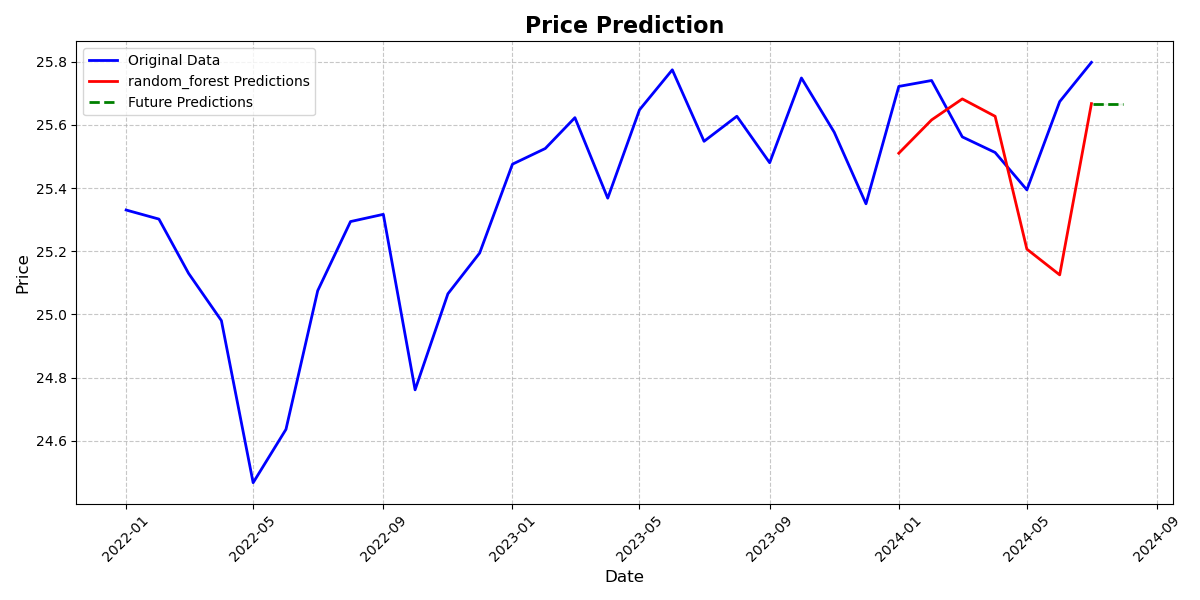 Price Prediction
Original Data
random_forest Predictions
Future Predictions
Price
25.8
25.6
25.4
25.2
25.0
24.8
24.6
2022-01
2022-05
2022-09
2023-01
2023-05
2023-09
2024-01
2024-05
2024-09
Date